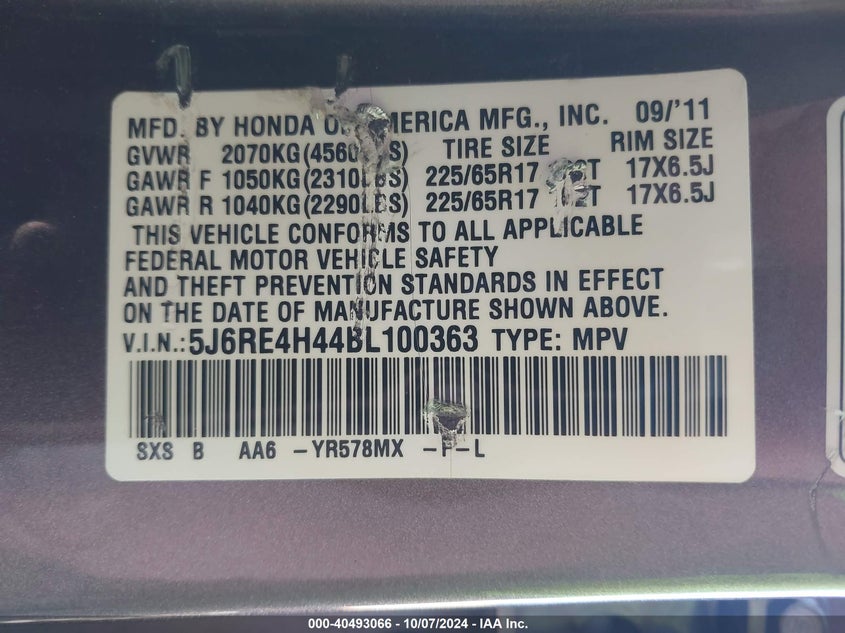 MFD. BY HONDA OF AMERICA MFG., INC. 09/'11
GVWR 2070KG(4560LBS) TIRE SIZE RIM SIZE
GAWR F 1050KG(2310LBS) 225/65R17 17X6.5J
GAWR R 1040KG(2290LBS) 225/65R17 17X6.5J
THIS VEHICLE CONFORMS TO ALL APPLICABLE
FEDERAL MOTOR VEHICLE SAFETY
AND THEFT PREVENTION STANDARDS IN EFFECT
ON THE DATE OF MANUFACTURE SHOWN ABOVE.
V.I.N.:5J6RE4H44BL100363 TYPE: MPV
SXS B AA6 -YR578MX -F-L
000-40493066 - 10/07/2024 - IAA Inc.